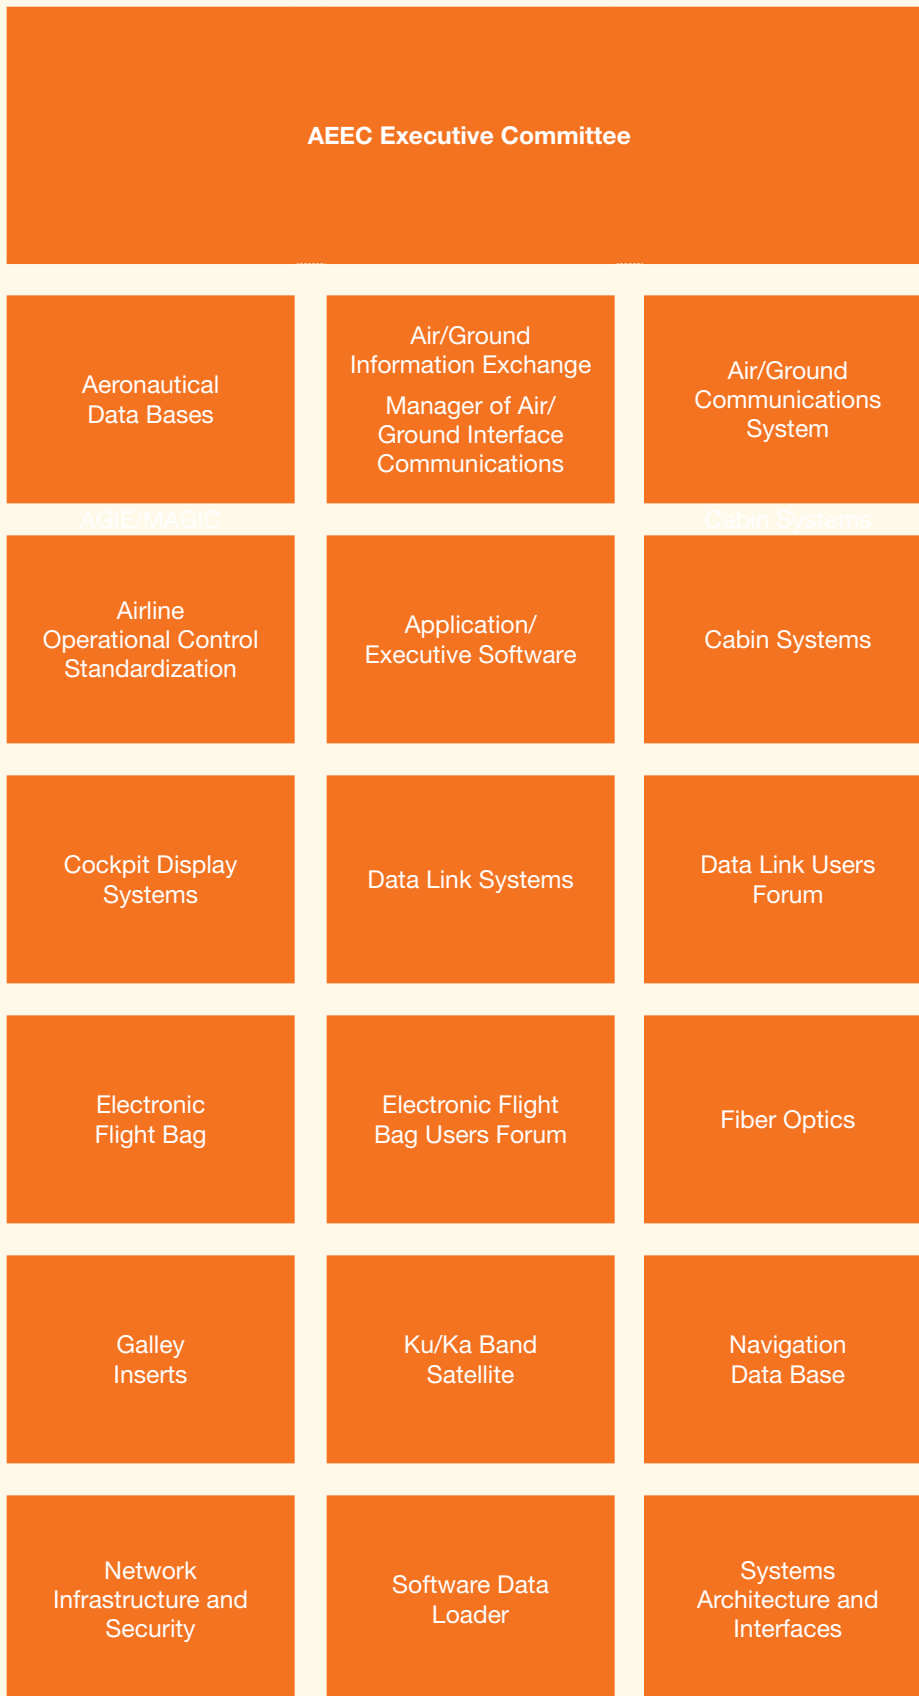 AEEC Executive Committee
Aeronautical
Data Bases
Air/Ground
Information Exchange
Manager of Air/
Ground Interface
Communications
Air/Ground
Communications
System
AGIE/MAGIC
Cabin Systems
Airline
Operational Control
Standardization
Application/
Executive Software
Cabin Systems
Cockpit Display
Systems
Data Link Systems
Data Link Users
Forum
Electronic
Flight Bag
Electronic Flight
Bag Users Forum
Fiber Optics
Galley
Inserts
Ku/Ka Band
Satellite
Navigation
Data Base
Network
Infrastructure and
Security
Software Data
Loader
Systems
Architecture and
Interfaces